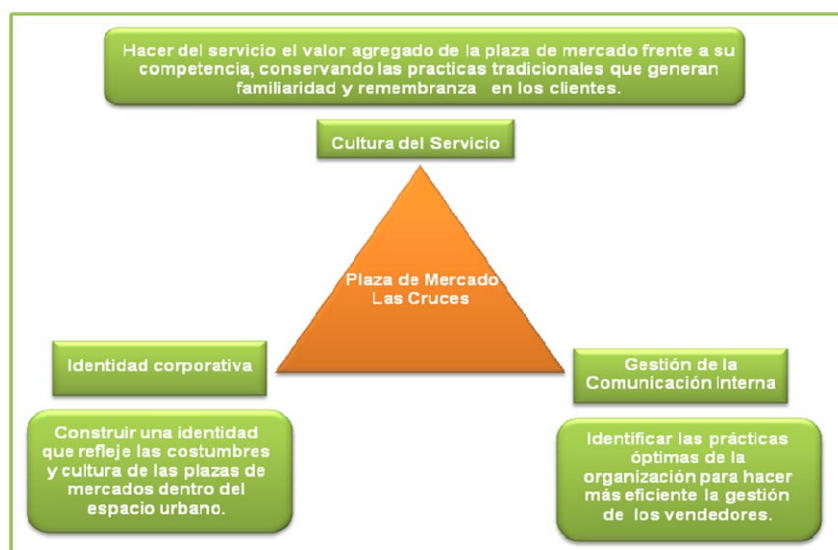 Hacer del servicio el valor agregado de la plaza de mercado frente a su
competencia, conservando las practicas tradicionales que generan
familiaridad y remembranza en los clientes.
Cultura del Servicio
Plaza de Mercado
Las Cruces
Identidad corporativa
Construir una identidad
que refleje las costumbres
y cultura de las plazas de
mercados dentro del
espacio urbano.
Gestión de la
Comunicación Interna
Identificar las prácticas
óptimas de la
organización para hacer
más eficiente la gestión
de los vendedores.